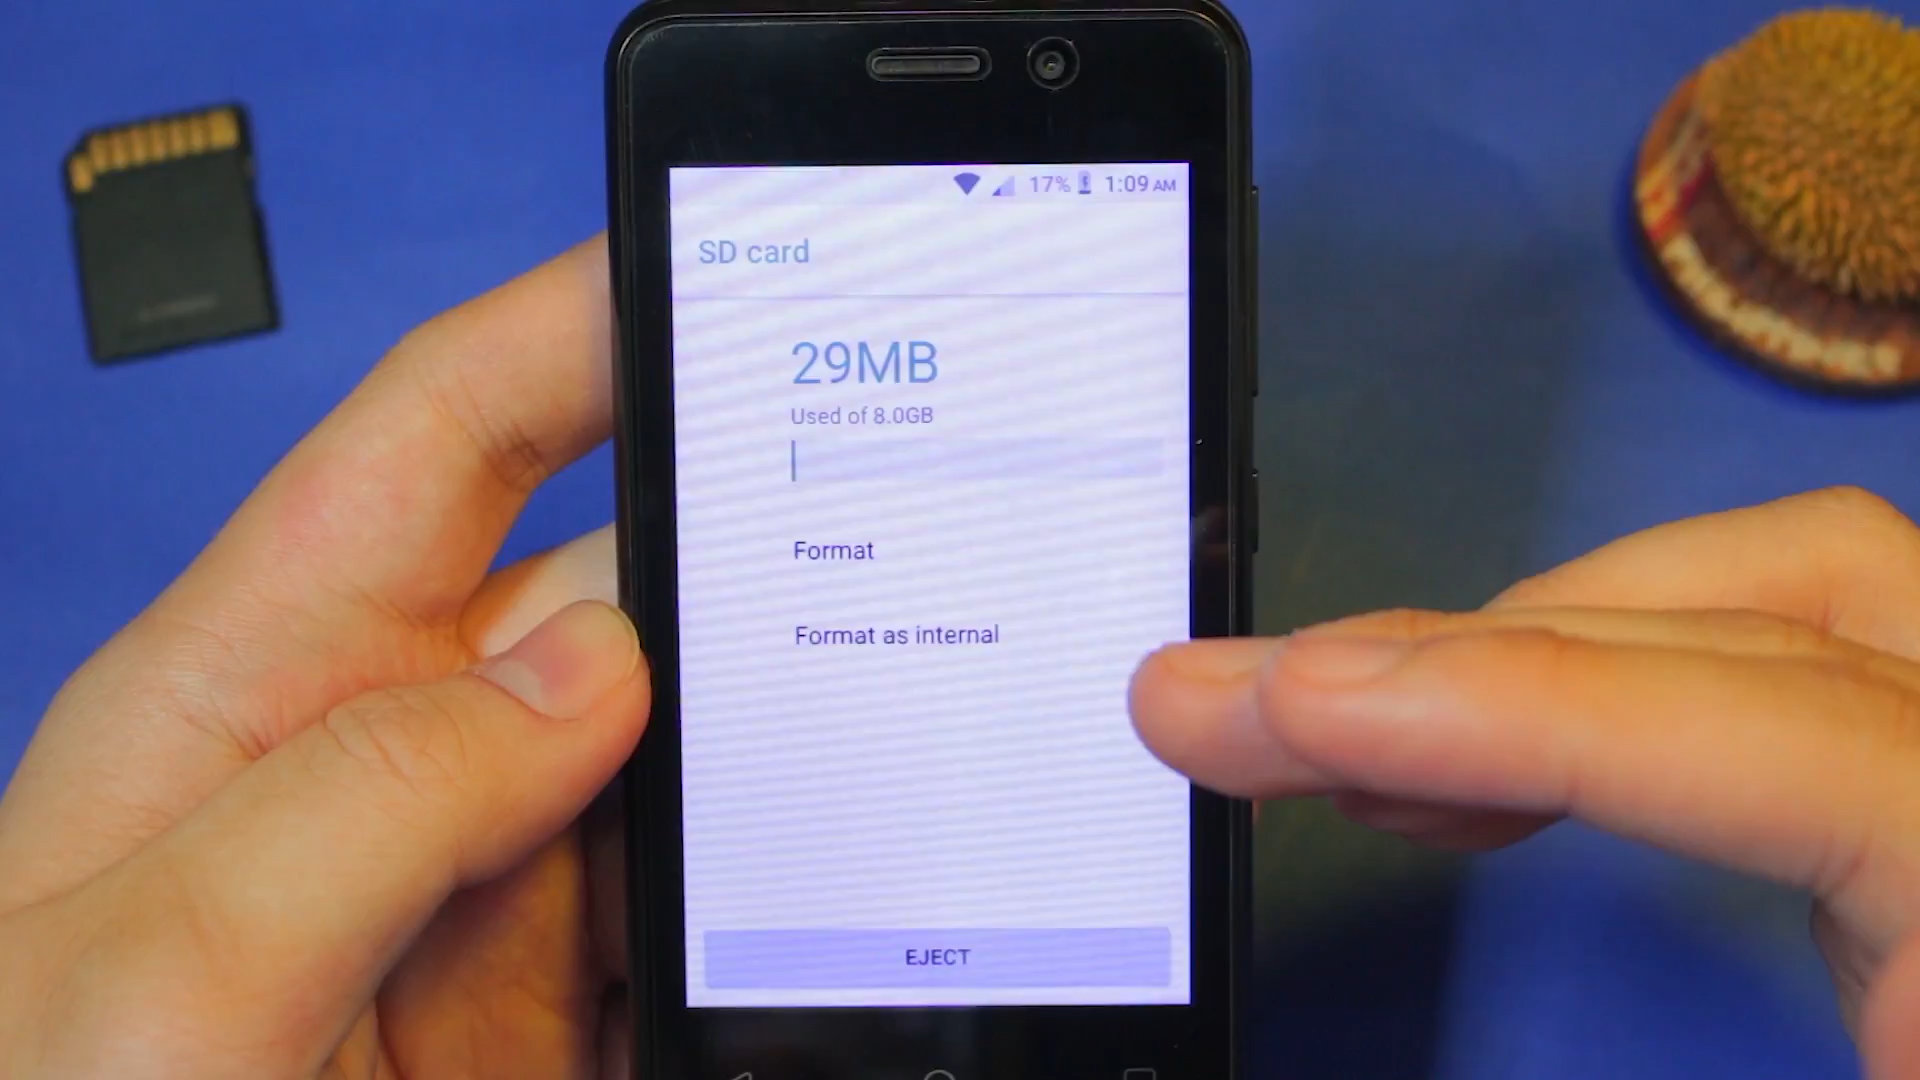 17% 1:09 AM
SD card
29MB
Used of 8.0GB
Format
Format as internal
EJECT